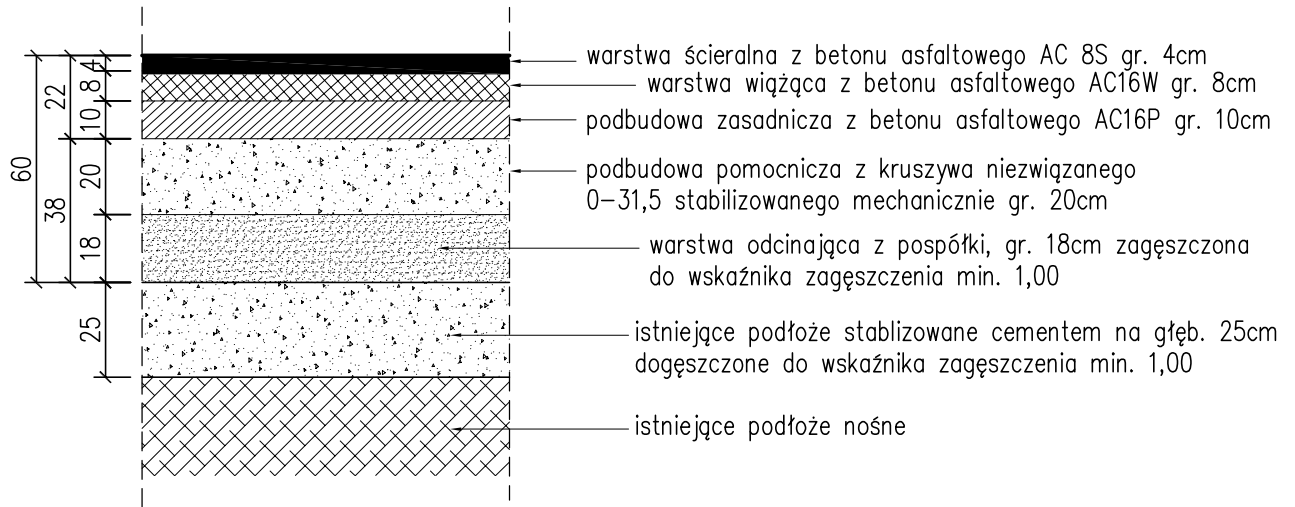 warstwa ścieralna z betonu asfaltowego AC 8S gr. 4cm
warstwa wiążąca z betonu asfaltowego AC16W gr. 8cm
podbudowa zasadnicza z betonu asfaltowego AC16P gr. 10cm
podbudowa pomocnicza z kruszywa niezwiązanego
0-31,5 stabilizowanego mechanicznie gr. 20cm
warstwa odcinająca z pospółki, gr. 18cm zagęszczona
do wskaźnika zagęszczenia min. 1,00
istniejące podłoże stablizowane cementem na głęb. 25cm
dogęszczone do wskaźnika zagęszczenia min. 1,00
istniejące podłoże nośne
60
22
38
4
8
10
20
18
25